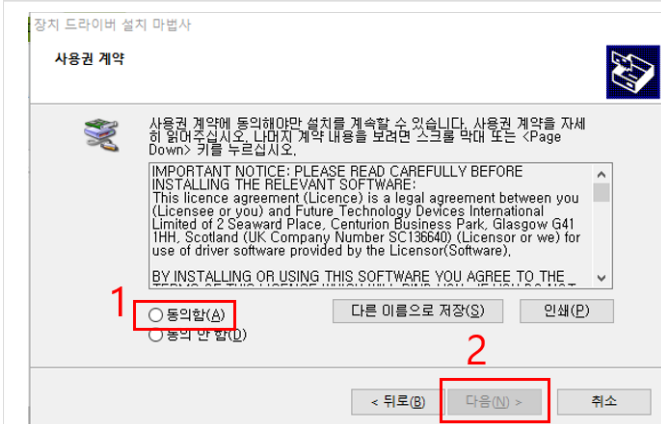 장치 드라이버 설치 마법사
사용권 계약
사용권 계약에 동의해야만 설치를 계속할 수 있습니다. 사용권 계약을 자세
히 읽어주십시오. 나머지 계약 내용을 보려면 스크롤 막대 또는 <Page
Down> 키를 누르십시오.
IMPORTANT NOTICE: PLEASE READ CAREFULLY BEFORE
INSTALLING THE RELEVANT SOFTWARE:
This licence agreement (Licence) is a legal agreement between you
(Licensee or you) and Future Technology Devices International
Limited of 2 Seaward Place, Centurion Business Park, Glasgow G41
1HH, Scotland (UK Company Number SC136640) (Licensor or we) for
use of driver software provided by the Licensor(Software).
BY INSTALLING OR USING THIS SOFTWARE YOU AGREE TO THE
1
동의함(A)
다른 이름으로 저장(S)
인쇄(P)
동의 안 함(D)
2
< 뒤로(B)
다음(N) >
취소